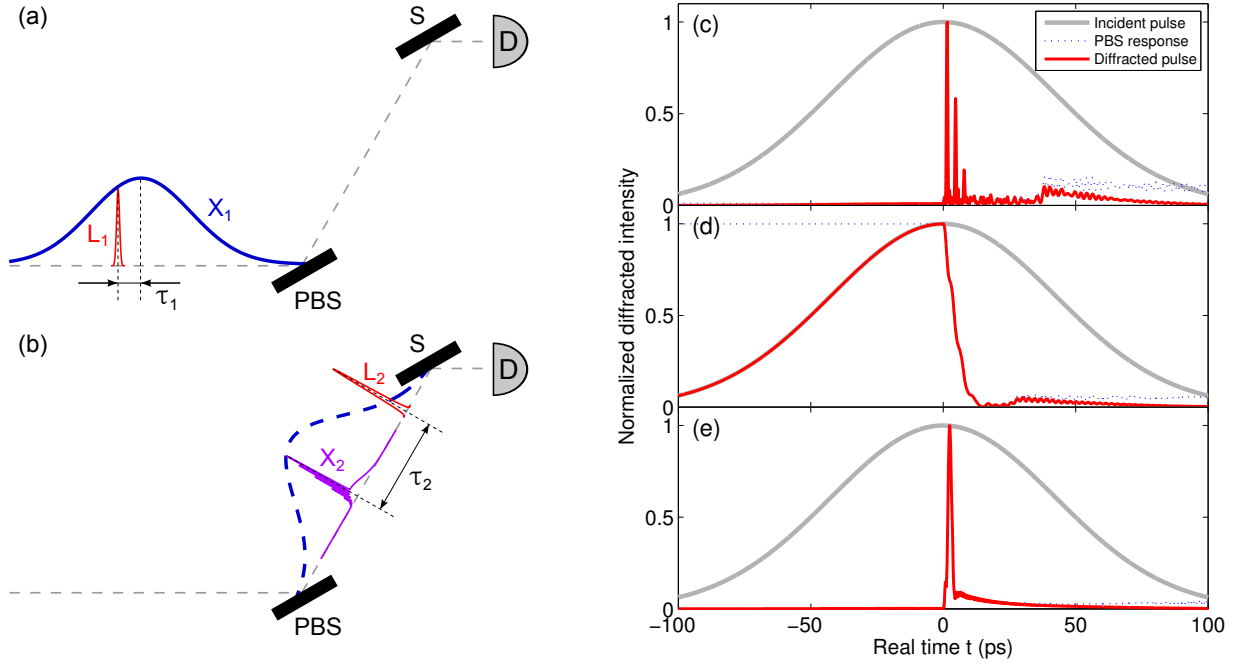 (a)
S
D
X₁
L₁
τ₁
PBS
(b)
S
D
L₂
X₂
τ₂
PBS
Normalized diffracted intensity
(c)
Incident pulse
PBS response
Diffracted pulse
1
0.5
0
(d)
1
0.5
0
(e)
1
0.5
0
−100 −50 0 50 100
Real time t (ps)